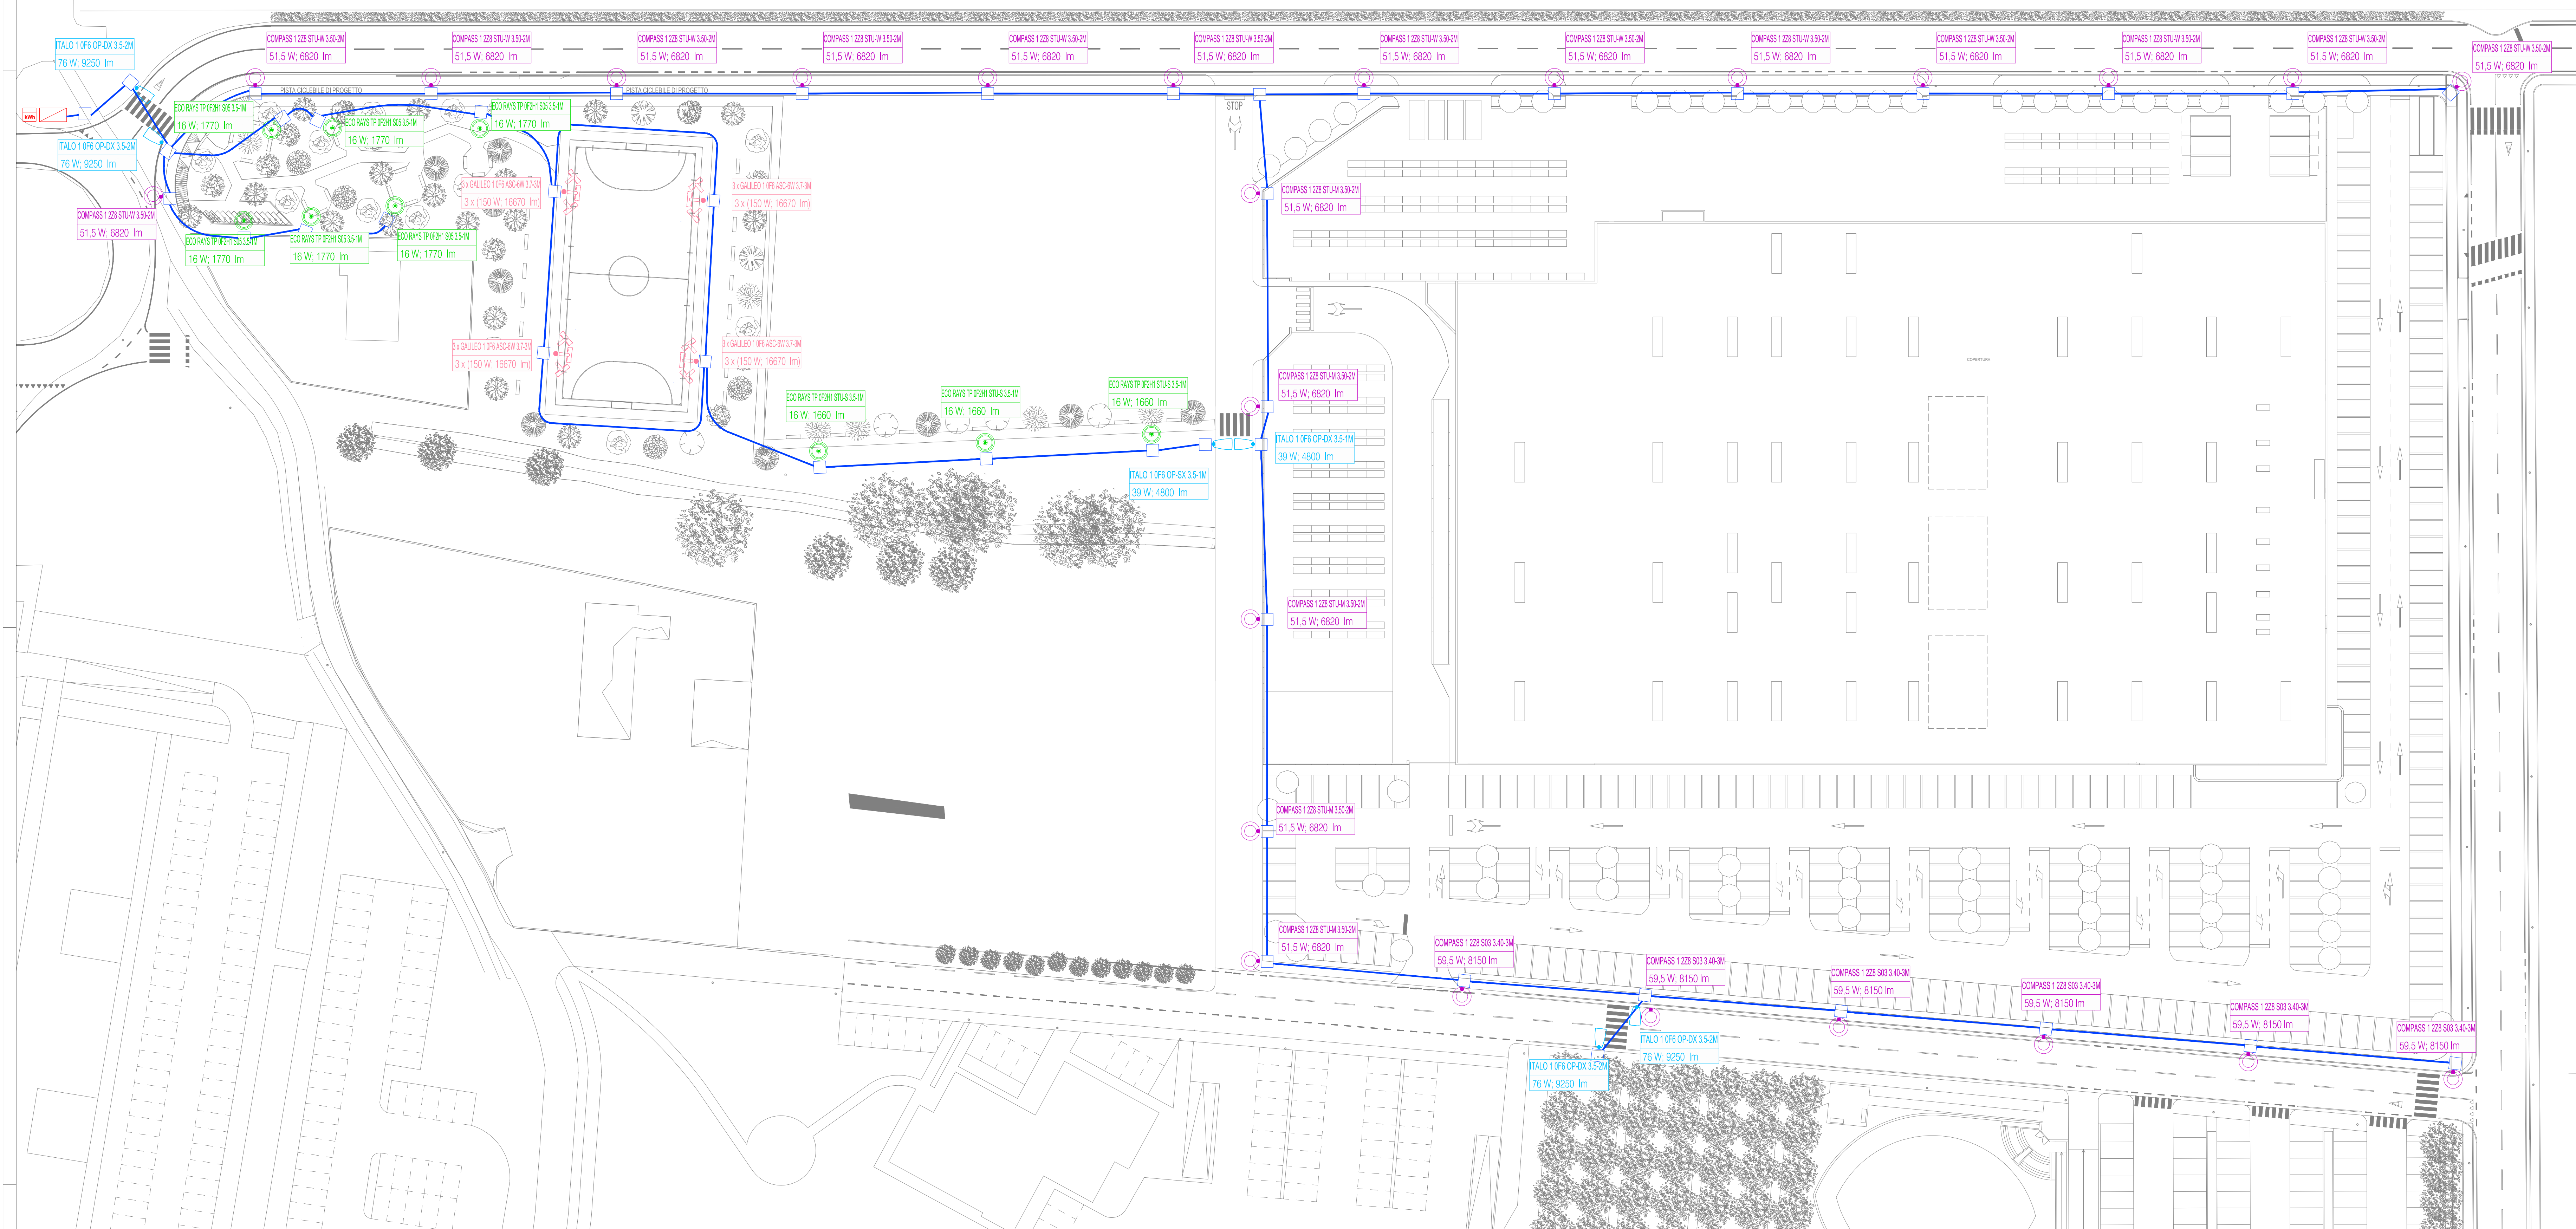 COMPASS 1 2Z8 STU-W 3.50-2M
51,5 W; 6820 lm
COMPASS 1 2Z8 STU-W 3.50-2M
51,5 W; 6820 lm
COMPASS 1 2Z8 STU-W 3.50-2M
51,5 W; 6820 lm
COMPASS 1 2Z8 STU-W 3.50-2M
51,5 W; 6820 lm
COMPASS 1 2Z8 STU-W 3.50-2M
51,5 W; 6820 lm
COMPASS 1 2Z8 STU-W 3.50-2M
51,5 W; 6820 lm
COMPASS 1 2Z8 STU-W 3.50-2M
51,5 W; 6820 lm
COMPASS 1 2Z8 STU-W 3.50-2M
51,5 W; 6820 lm
COMPASS 1 2Z8 STU-W 3.50-2M
51,5 W; 6820 lm
COMPASS 1 2Z8 STU-W 3.50-2M
51,5 W; 6820 lm
COMPASS 1 2Z8 STU-W 3.50-2M
51,5 W; 6820 lm
COMPASS 1 2Z8 STU-W 3.50-2M
51,5 W; 6820 lm
COMPASS 1 2Z8 STU-W 3.50-2M
51,5 W; 6820 lm
ITALO 1 0F6 OP-DX 3.5-2M
76 W; 9250 lm
kWh
PISTA CICLEBILE DI PROGETTO
PISTA CICLEBILE DI PROGETTO
STOP
ECO RAYS TP 0F2H1 S05 3.5-1M
16 W; 1770 lm
ECO RAYS TP 0F2H1 S05 3.5-1M
16 W; 1770 lm
ECO RAYS TP 0F2H1 S05 3.5-1M
16 W; 1770 lm
ITALO 1 0F6 OP-DX 3.5-2M
76 W; 9250 lm
3 x GALILEO 1 0F6 ASC-6W 3.7-3M
3 x (150 W; 16670 lm)
3 x GALILEO 1 0F6 ASC-6W 3.7-3M
3 x (150 W; 16670 lm)
COMPASS 1 2Z8 STU-M 3.50-2M
51,5 W; 6820 lm
COMPASS 1 2Z8 STU-W 3.50-2M
51,5 W; 6820 lm
ECO RAYS TP 0F2H1 S05 3.5-1M
16 W; 1770 lm
ECO RAYS TP 0F2H1 S05 3.5-1M
16 W; 1770 lm
ECO RAYS TP 0F2H1 S05 3.5-1M
16 W; 1770 lm
3 x GALILEO 1 0F6 ASC-6W 3.7-3M
3 x (150 W; 16670 lm)
3 x GALILEO 1 0F6 ASC-6W 3.7-3M
3 x (150 W; 16670 lm)
COPERTURA
COMPASS 1 2Z8 STU-M 3.50-2M
51,5 W; 6820 lm
ECO RAYS TP 0F2H1 STU-S 3.5-1M
16 W; 1660 lm
ECO RAYS TP 0F2H1 STU-S 3.5-1M
16 W; 1660 lm
ECO RAYS TP 0F2H1 STU-S 3.5-1M
16 W; 1660 lm
ITALO 1 0F6 OP-DX 3.5-1M
39 W; 4800 lm
ITALO 1 0F6 OP-SX 3.5-1M
39 W; 4800 lm
COMPASS 1 2Z8 STU-M 3.50-2M
51,5 W; 6820 lm
COMPASS 1 2Z8 STU-M 3.50-2M
51,5 W; 6820 lm
COMPASS 1 2Z8 STU-M 3.50-2M
51,5 W; 6820 lm
COMPASS 1 2Z8 S03 3.40-3M
59,5 W; 8150 lm
COMPASS 1 2Z8 S03 3.40-3M
59,5 W; 8150 lm
COMPASS 1 2Z8 S03 3.40-3M
59,5 W; 8150 lm
COMPASS 1 2Z8 S03 3.40-3M
59,5 W; 8150 lm
COMPASS 1 2Z8 S03 3.40-3M
59,5 W; 8150 lm
COMPASS 1 2Z8 S03 3.40-3M
59,5 W; 8150 lm
ITALO 1 0F6 OP-DX 3.5-2M
76 W; 9250 lm
ITALO 1 0F6 OP-DX 3.5-2M
76 W; 9250 lm